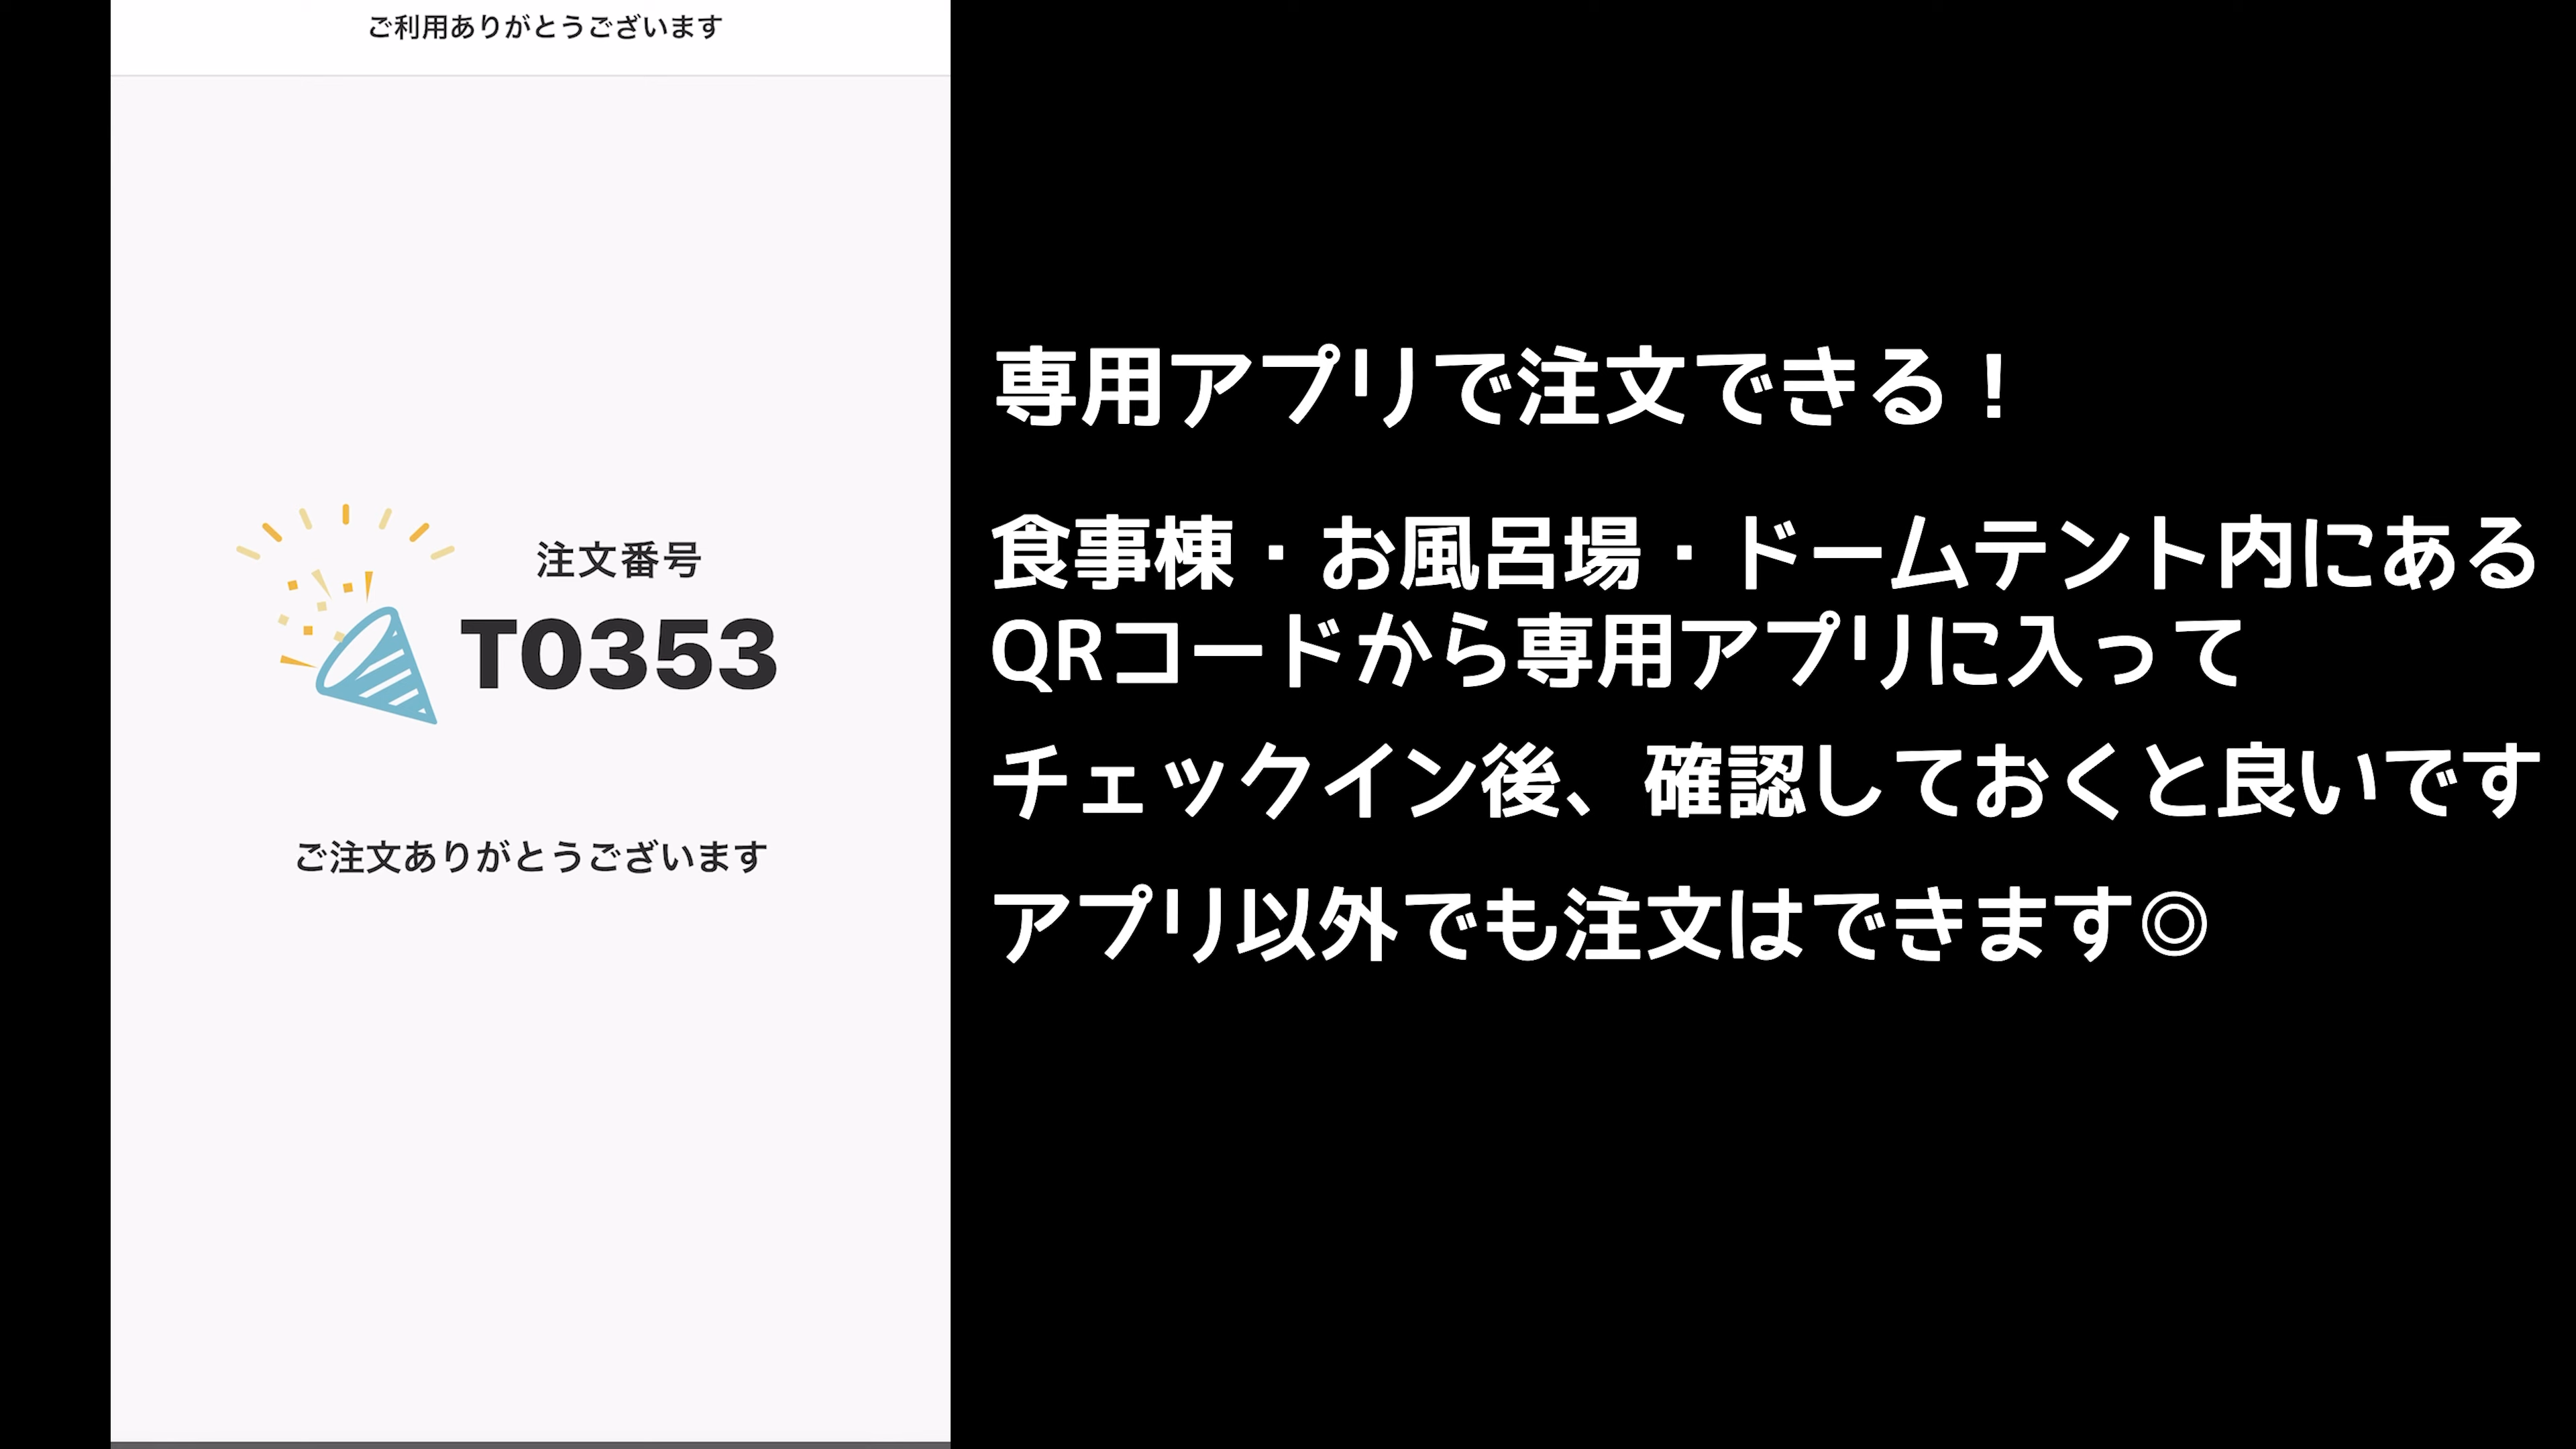 ご利用ありがとうございます
注文番号
T0353
ご注文ありがとうございます
専用アプリで注文できる！
食事棟・お風呂場・ドームテント内にある
QRコードから専用アプリに入って
チェックイン後、確認しておくと良いです
アプリ以外でも注文はできます◎